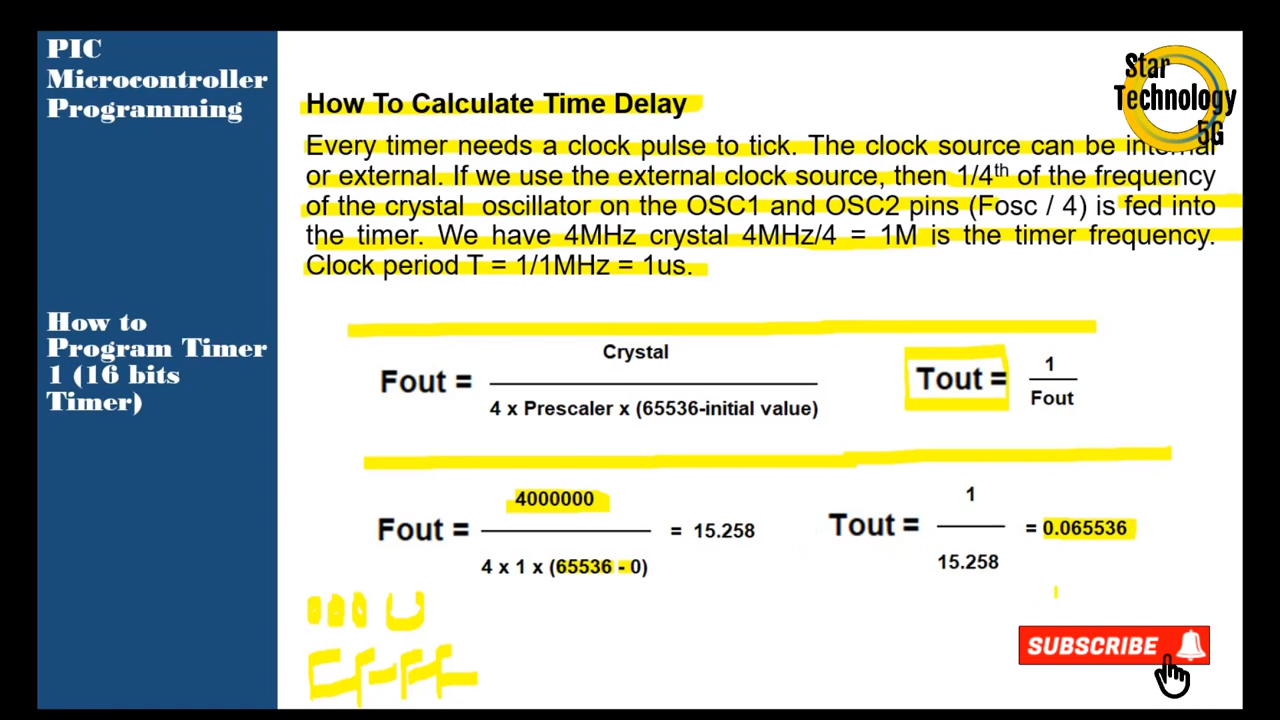 PIC
Microcontroller
Programming
How to
Program Timer
1 (16 bits
Timer)
Star
Technology
5G
How To Calculate Time Delay
Every timer needs a clock pulse to tick. The clock source can be internal
or external. If we use the external clock source, then 1/4th of the frequency
of the crystal oscillator on the OSC1 and OSC2 pins (Fosc / 4) is fed into
the timer. We have 4MHz crystal 4MHz/4 = 1M is the timer frequency.
Clock period T = 1/1MHz = 1us.
Crystal
Fout =
4 x Prescaler x (65536-initial value)
1
Tout =
Fout
4000000
Fout = = 15.258
4 x 1 x (65536 - 0)
1
Tout = = 0.065536
15.258
0000
FFFF
SUBSCRIBE